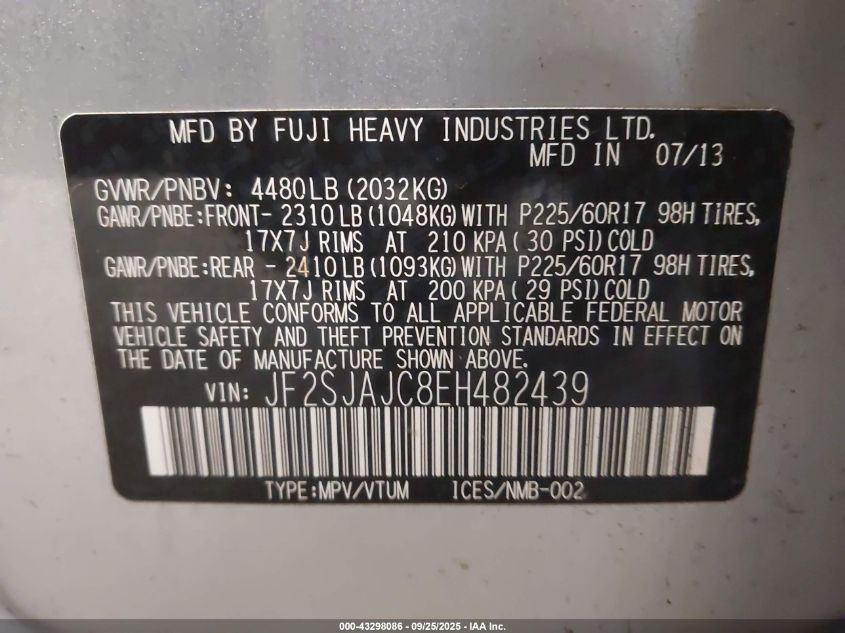 MFD BY FUJI HEAVY INDUSTRIES LTD.
MFD IN 07/13
GVWR/PNBV: 4480LB (2032KG)
GAWR/PNBE:FRONT- 2310LB (1048KG) WITH P225/60R17 98H TIRES,
17X7J RIMS AT 210 KPA (30 PSI) COLD
GAWR/PNBE:REAR - 2410LB (1093KG) WITH P225/60R17 98H TIRES,
17X7J RIMS AT 200 KPA (29 PSI) COLD
THIS VEHICLE CONFORMS TO ALL APPLICABLE FEDERAL MOTOR
VEHICLE SAFETY AND THEFT PREVENTION STANDARDS IN EFFECT ON
THE DATE OF MANUFACTURE SHOWN ABOVE.
VIN: JF2SJAJC8EH482439
TYPE:MPV/VTUM ICES/NMB-002
000-43298086 - 09/25/2025 - IAA Inc.